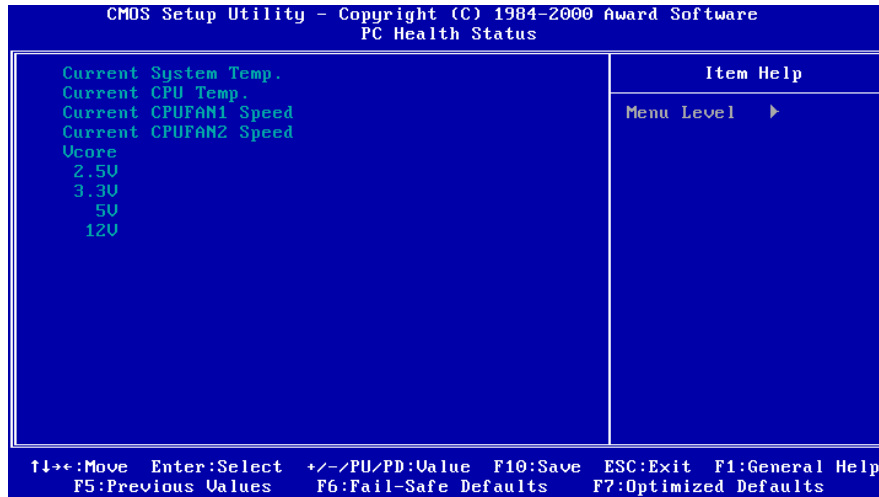 CMOS Setup Utility - Copyright (C) 1984-2000 Award Software
PC Health Status
Current System Temp.
Current CPU Temp.
Current CPUFAN1 Speed
Current CPUFAN2 Speed
Vcore
2.5V
3.3V
5V
12V
Item Help
Menu Level ▶
↑↓→←:Move Enter:Select +/-/PU/PD:Value F10:Save ESC:Exit F1:General Help
F5:Previous Values F6:Fail-Safe Defaults F7:Optimized Defaults